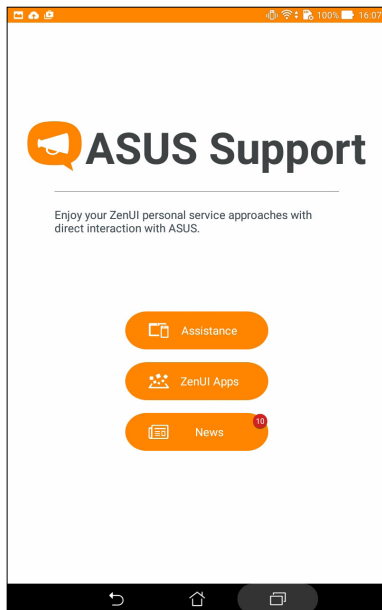 100% 16:07
ASUS Support
Enjoy your ZenUI personal service approaches with
direct interaction with ASUS.
Assistance
ZenUI Apps
10
News